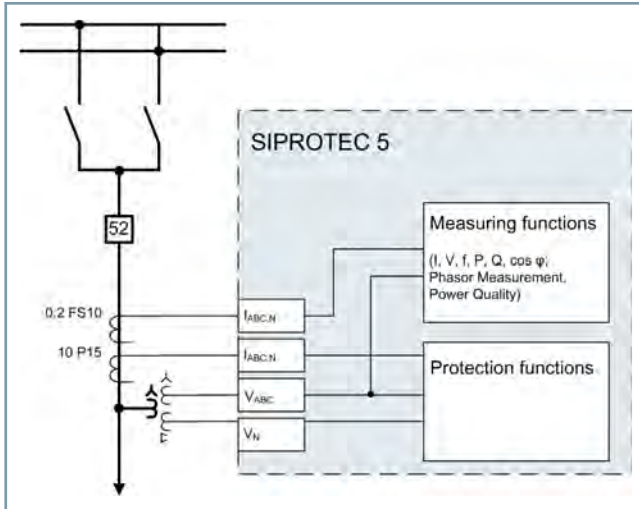 SIPROTEC 5
Measuring functions
(I, V, f, P, Q, cos φ;
Phasor Measurement,
Power Quality)
52
0.2 FS10
I_ABC,N
10 P15
I_ABC,N
Protection functions
V_ABC
V_N